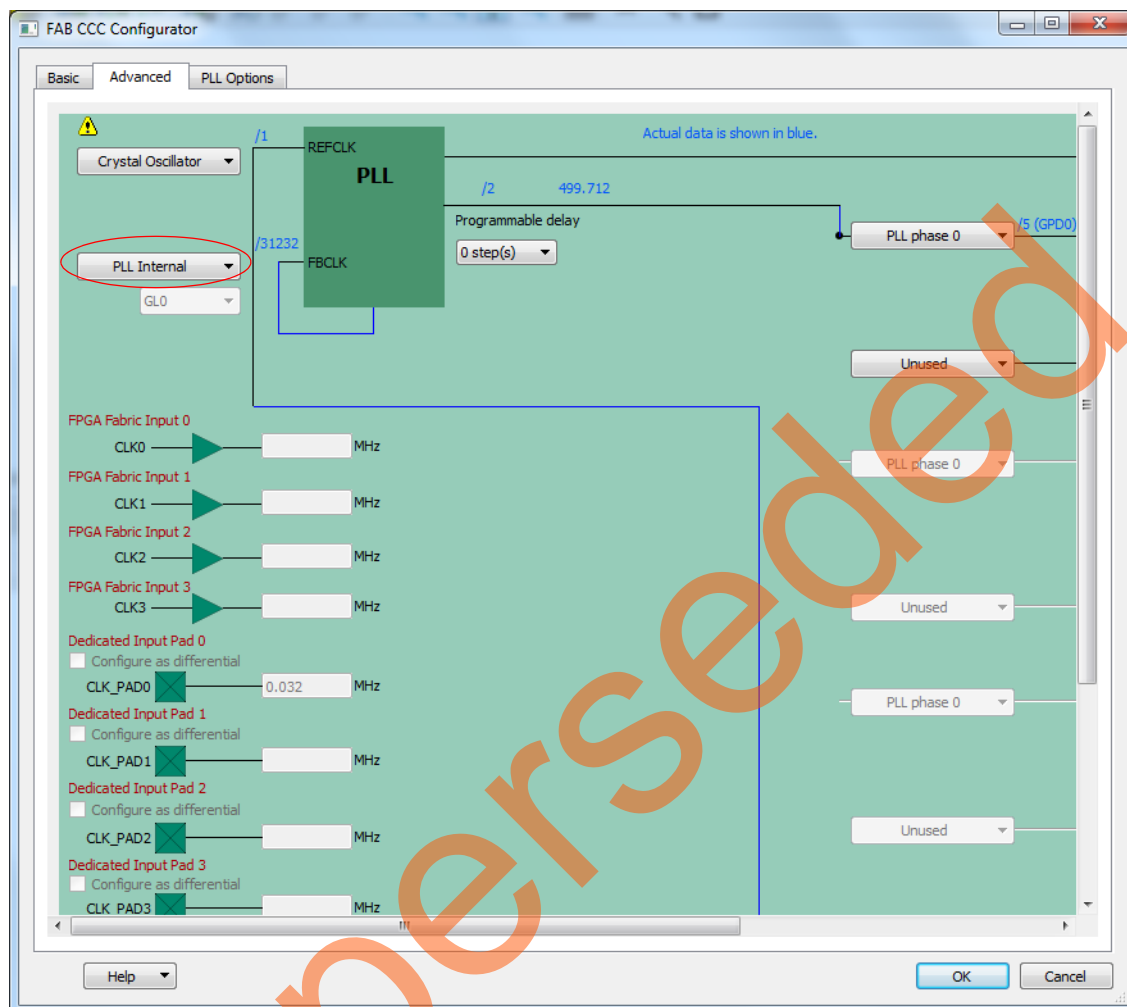 FAB CCC Configurator
Basic
Advanced
PLL Options
Actual data is shown in blue.
Crystal Oscillator
/1
REFCLK
PLL
/2 499.712
Programmable delay
0 step(s)
PLL phase 0
/5 (GPD0)
/31232
PLL Internal
FBCLK
GL0
Unused
FPGA Fabric Input 0
CLK0 MHz
PLL phase 0
FPGA Fabric Input 1
CLK1 MHz
FPGA Fabric Input 2
CLK2 MHz
FPGA Fabric Input 3
CLK3 MHz
Unused
Dedicated Input Pad 0
Configure as differential
CLK_PAD0 0.032 MHz
PLL phase 0
Dedicated Input Pad 1
Configure as differential
CLK_PAD1 MHz
Dedicated Input Pad 2
Configure as differential
CLK_PAD2 MHz
Unused
Dedicated Input Pad 3
Configure as differential
CLK_PAD3 MHz
Help
OK
Cancel
perseded